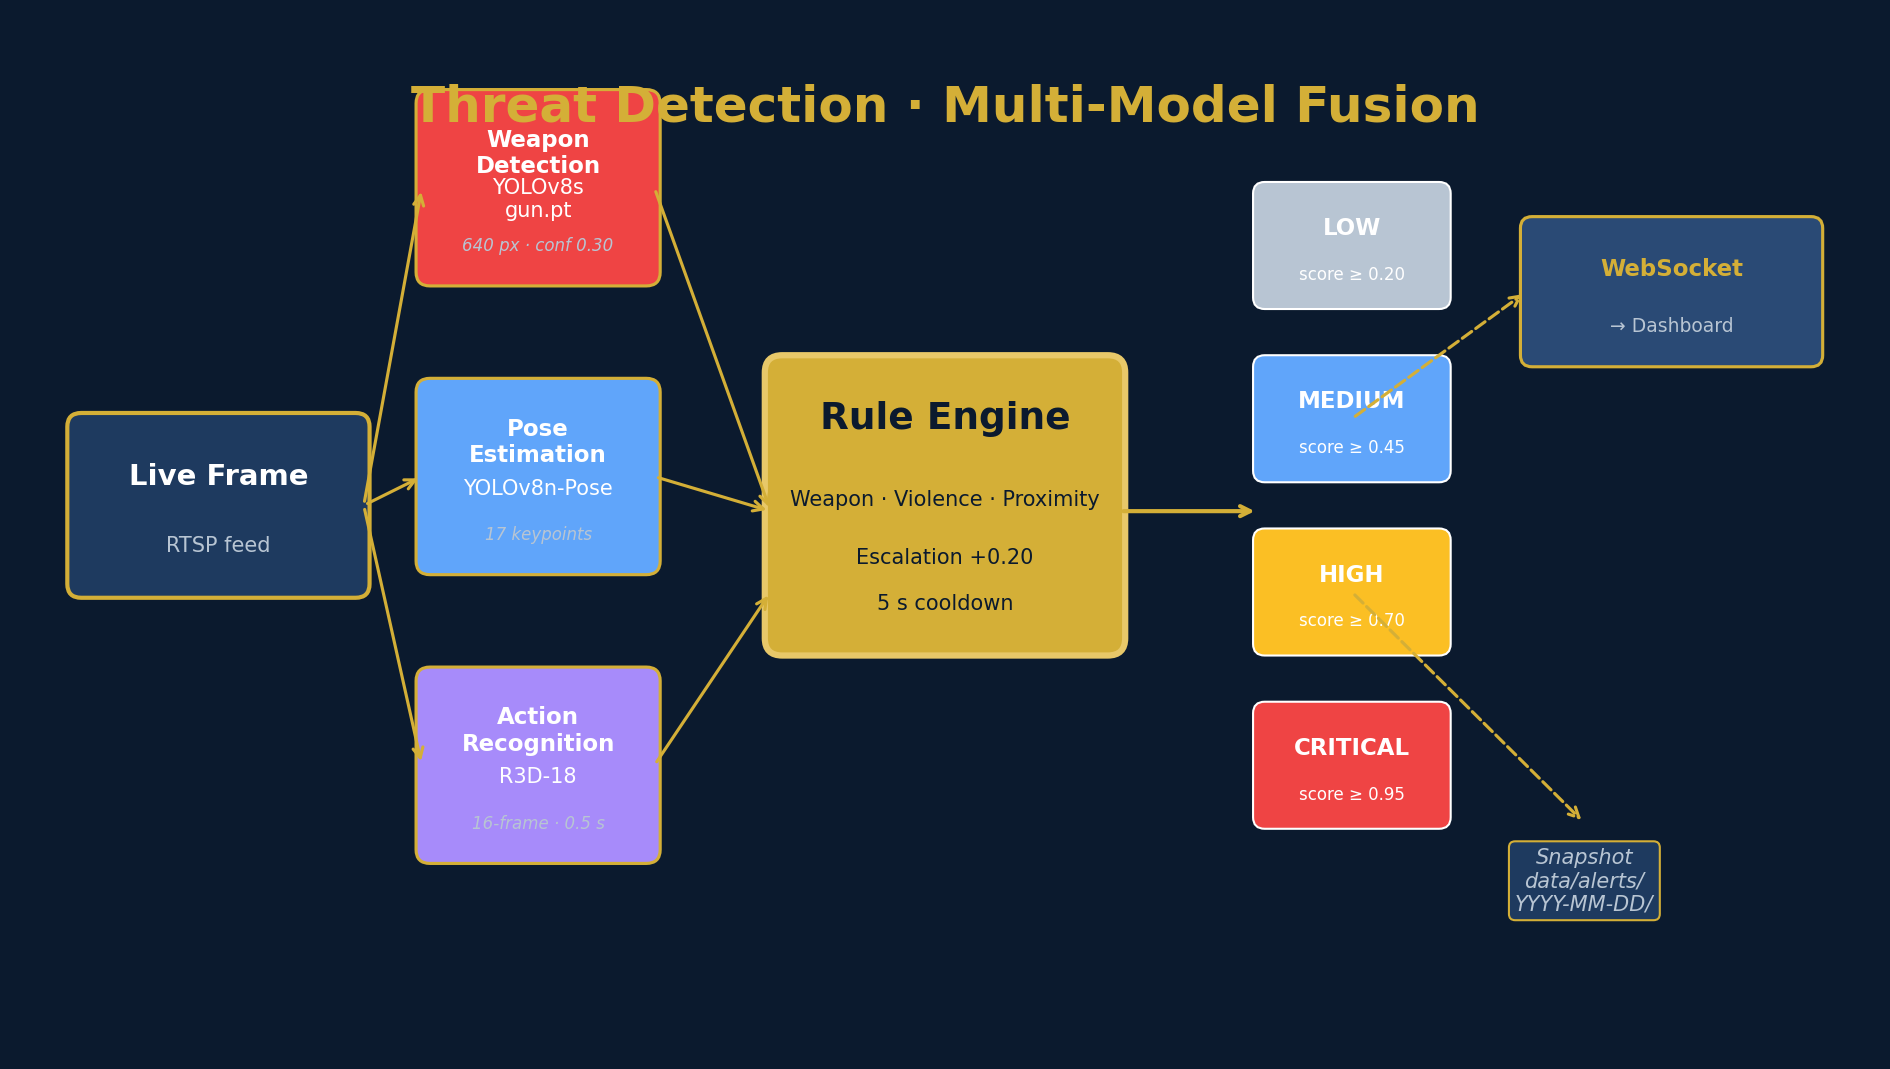 Threat Detection · Multi-Model Fusion
Live Frame
RTSP feed
Weapon
Detection
YOLOv8s
gun.pt
640 px · conf 0.30
Pose
Estimation
YOLOv8n-Pose
17 keypoints
Action
Recognition
R3D-18
16-frame · 0.5 s
Rule Engine
Weapon · Violence · Proximity
Escalation +0.20
5 s cooldown
LOW
score ≥ 0.20
MEDIUM
score ≥ 0.45
HIGH
score ≥ 0.70
CRITICAL
score ≥ 0.95
WebSocket
→ Dashboard
Snapshot
data/alerts/
YYYY-MM-DD/